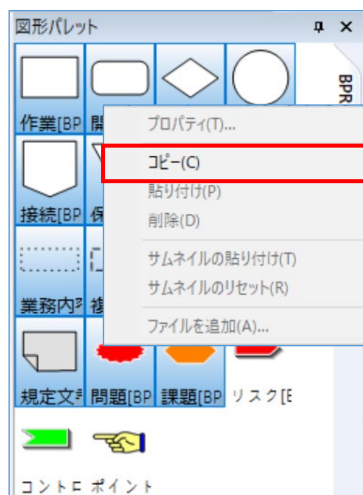 図形パレット
BPR
作業[BP
開
プロパティ(T)...
コピー(C)
貼り付け(P)
削除(D)
サムネイルの貼り付け(T)
サムネイルのリセット(R)
ファイルを追加(A)...
接続[BP
保
業務内容
複
規定文書
問題[BP
課題[BP
リスク[E
コントロ
ポイント